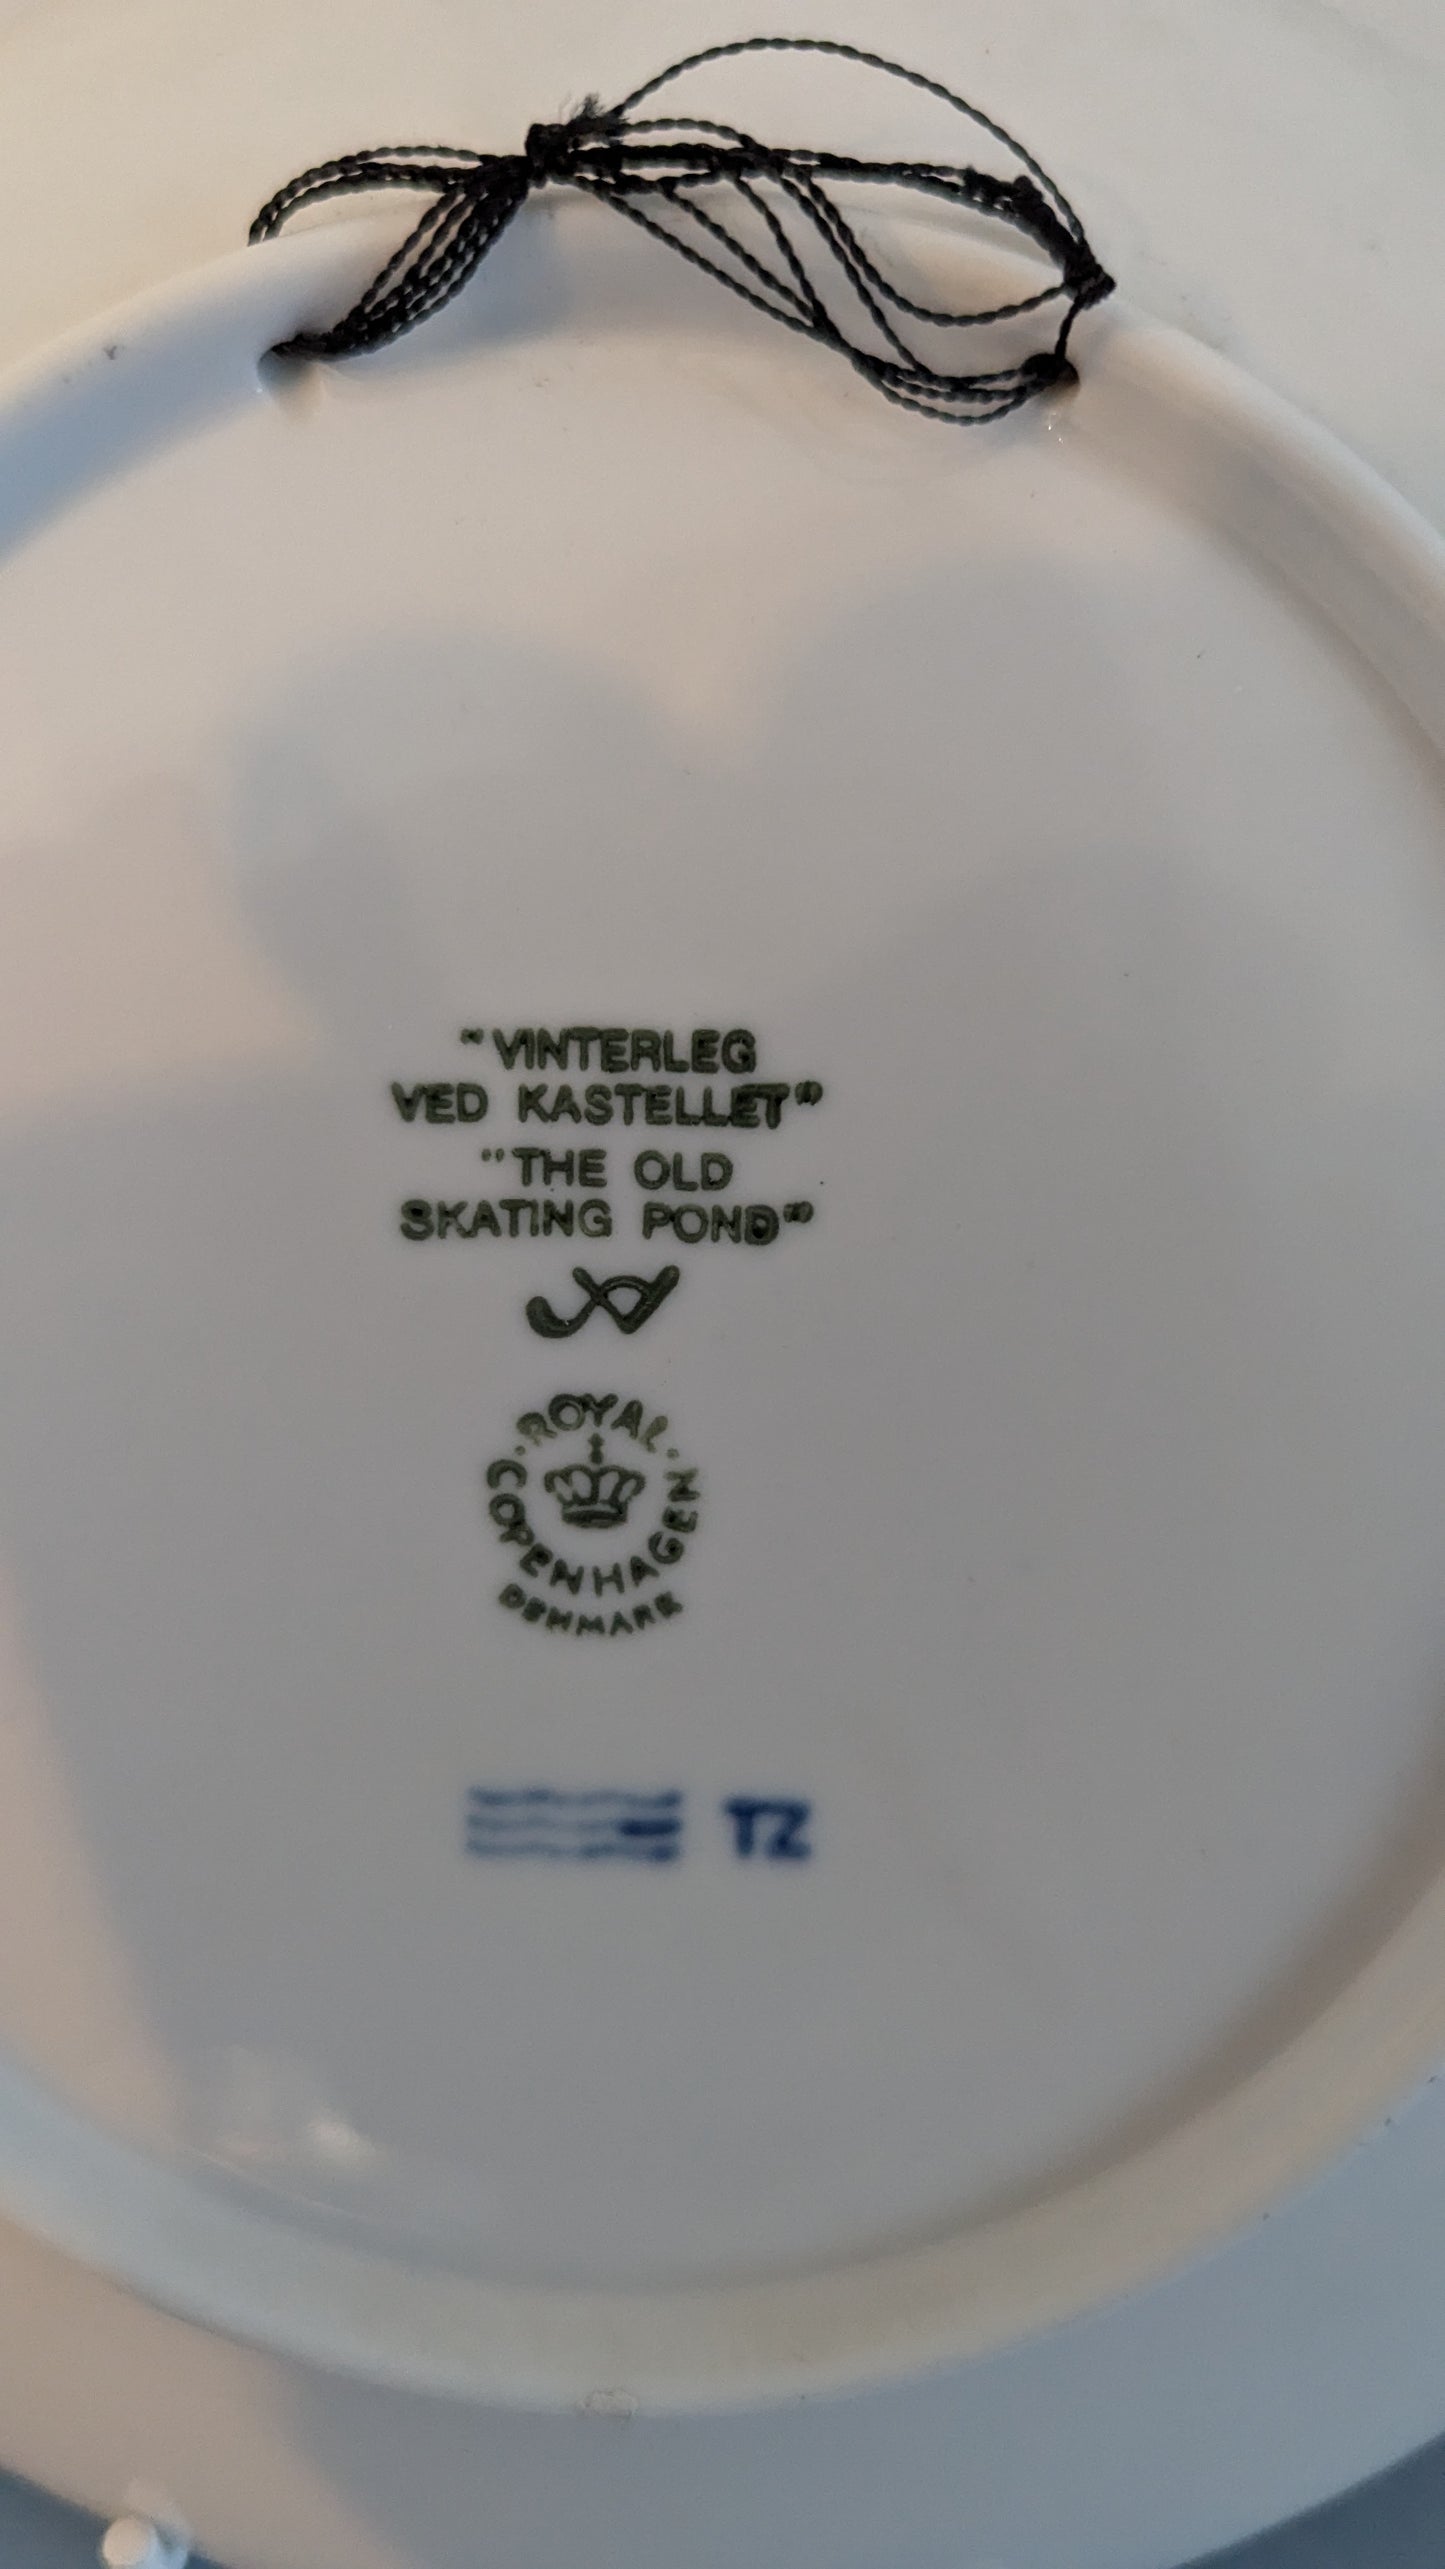 “VINTERLEG
VED KASTELLET”
“THE OLD
SKATING POND”
ROYAL
COPENHAGEN
DENMARK
TZ